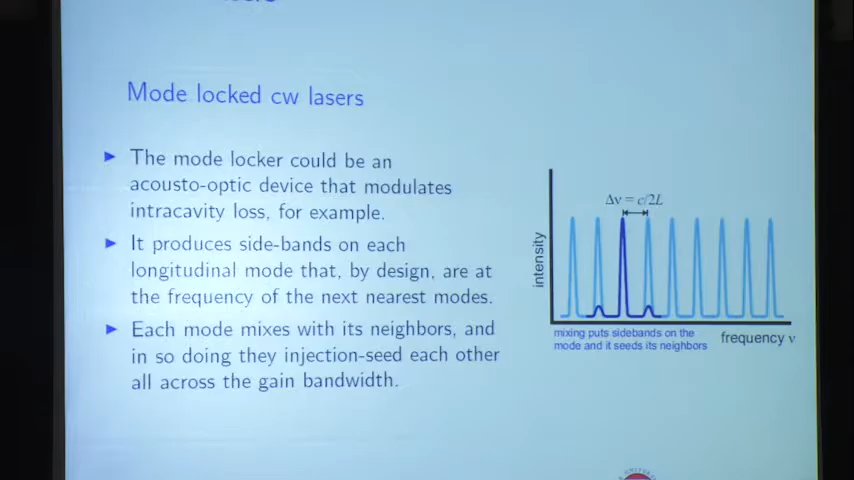 Mode locked cw lasers
▶ The mode locker could be an
acousto-optic device that modulates
intracavity loss, for example.
▶ It produces side-bands on each
longitudinal mode that, by design, are at
the frequency of the next nearest modes.
▶ Each mode mixes with its neighbors, and
in so doing they injection-seed each other
all across the gain bandwidth.
Δν = c/2L
intensity
mixing puts sidebands on the
mode and it seeds its neighbors
frequency ν